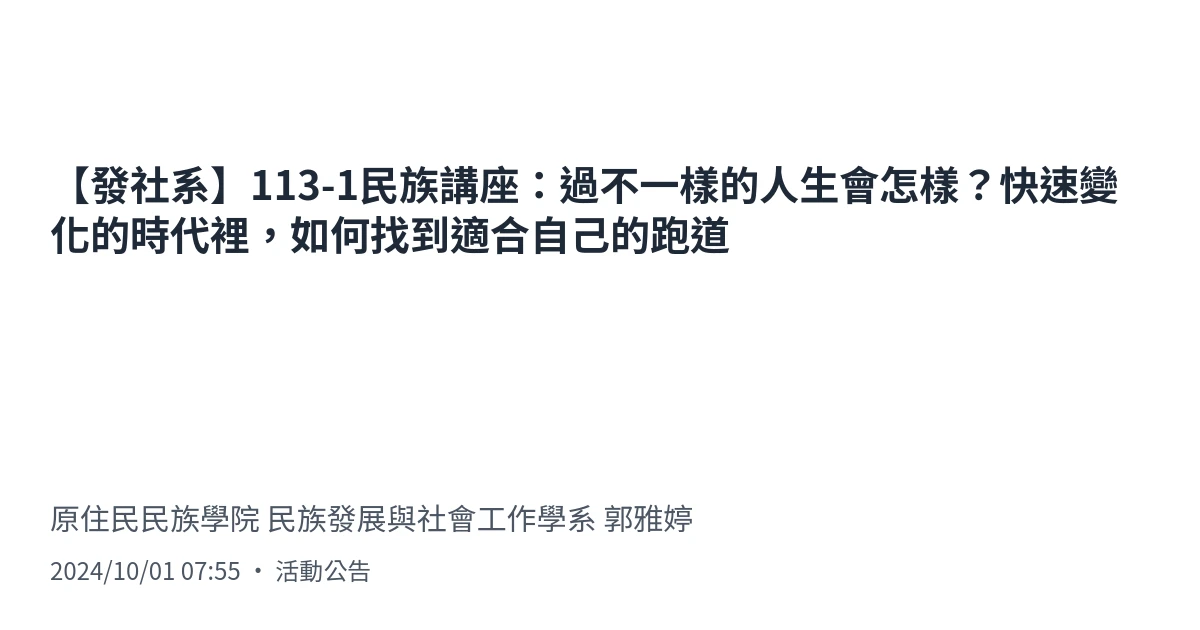 【發社系】113-1民族講座：過不一樣的人生會怎樣？快速變
化的時代裡，如何找到適合自己的跑道
原住民民族學院 民族發展與社會工作學系 郭雅婷
2024/10/01 07:55 • 活動公告